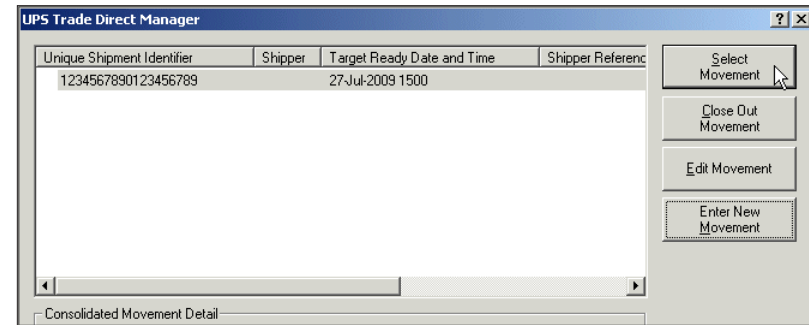 UPS Trade Direct Manager
Unique Shipment Identifier Shipper Target Ready Date and Time Shipper Referenc
1234567890123456789 27-Jul-2009 1500
Select
Movement
Close Out
Movement
Edit Movement
Enter New
Movement
Consolidated Movement Detail